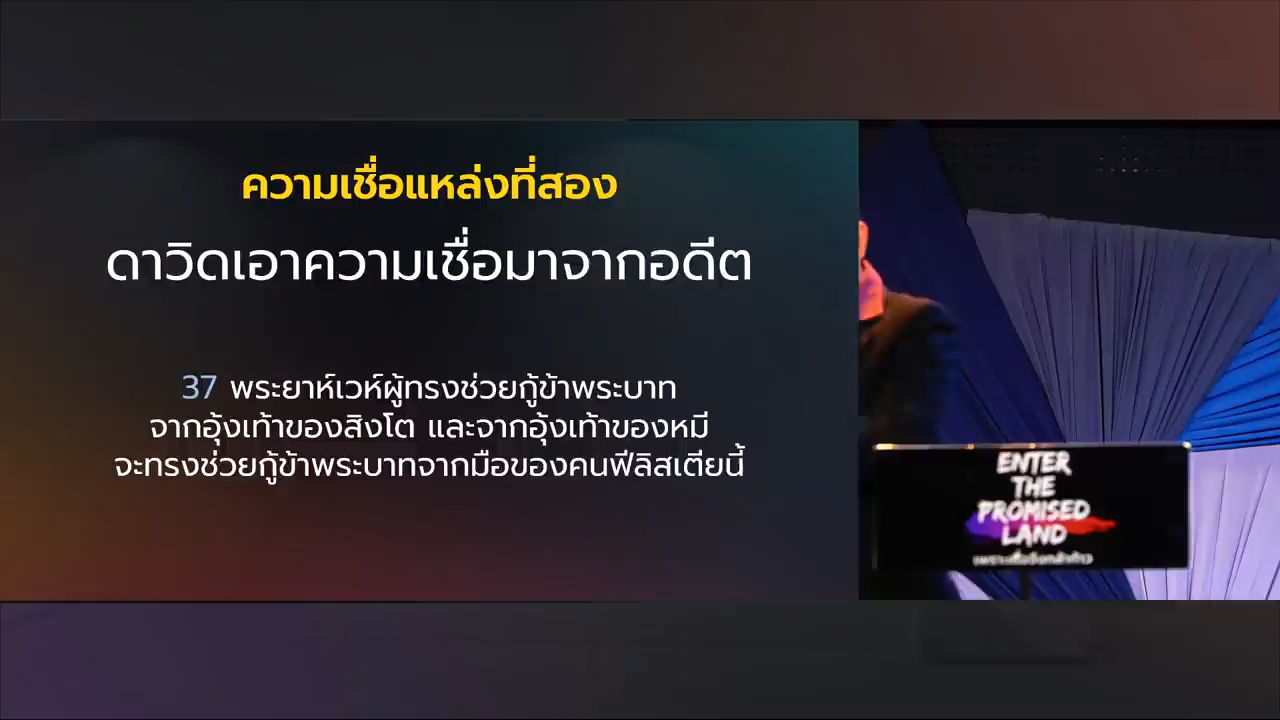 ความเชื่อแหล่งที่สอง
ดาวิดเอาความเชื่อมาจากอดีต
37 พระยาห์เวห์ผู้ทรงช่วยกู้ข้าพระบาท
จากอุ้งเท้าของสิงโต และจากอุ้งเท้าของหมี
จะทรงช่วยกู้ข้าพระบาทจากมือของคนฟีลิสเตียนี้
ENTER
THE
PROMISED
LAND